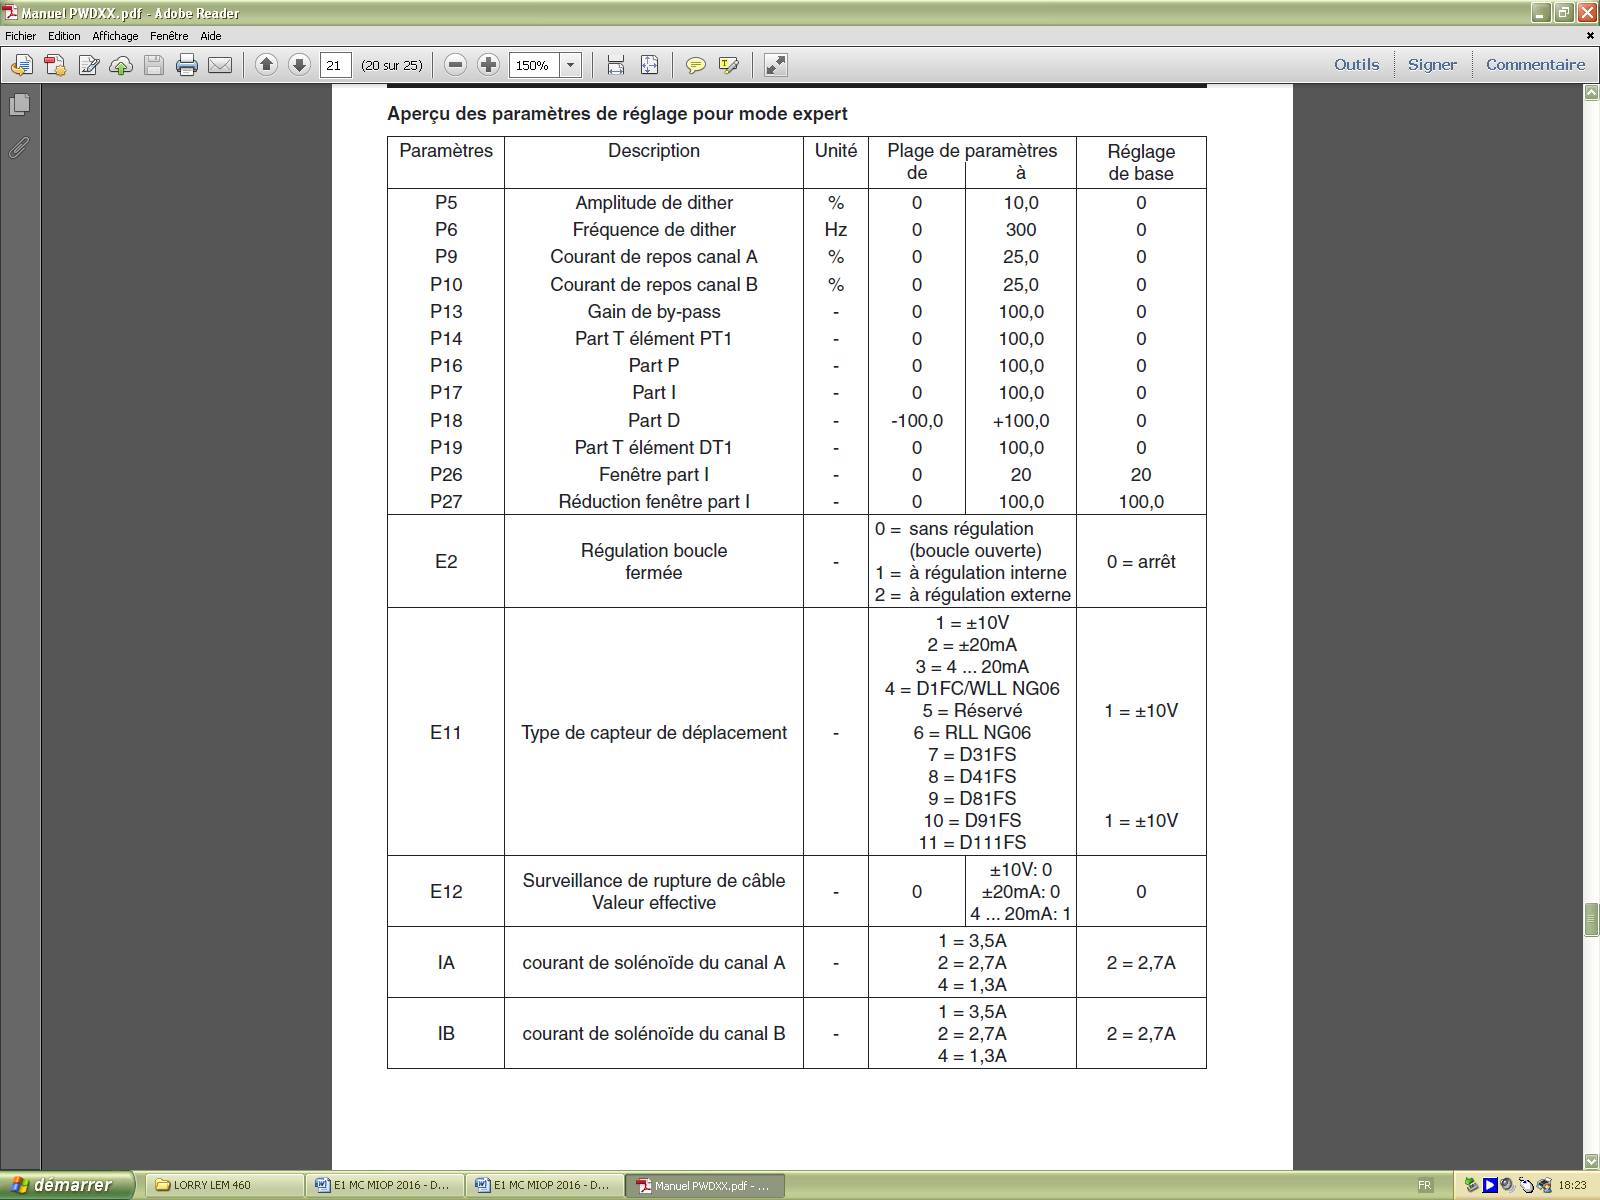 Manuel PWDXX.pdf - Adobe Reader
Fichier Edition Affichage Fenêtre Aide
21 (20 sur 25) 150% Outils Signer Commentaire
Aperçu des paramètres de réglage pour mode expert
Paramètres Description Unité Plage de paramètres Réglage
de à de base
P5 Amplitude de dither % 0 10,0 0
P6 Fréquence de dither Hz 0 300 0
P9 Courant de repos canal A % 0 25,0 0
P10 Courant de repos canal B % 0 25,0 0
P13 Gain de by-pass - 0 100,0 0
P14 Part T élément PT1 - 0 100,0 0
P16 Part P - 0 100,0 0
P17 Part I - 0 100,0 0
P18 Part D - -100,0 +100,0 0
P19 Part T élément DT1 - 0 100,0 0
P26 Fenêtre part I - 0 20 20
P27 Réduction fenêtre part I - 0 100,0 100,0
E2 Régulation boucle
fermée
-
0 = sans régulation
(boucle ouverte)
1 = à régulation interne
2 = à régulation externe
0 = arrêt
E11 Type de capteur de déplacement -
1 = ±10V
2 = ±20mA
3 = 4 ... 20mA
4 = D1FC/WLL NG06
5 = Réservé
6 = RLL NG06
7 = D31FS
8 = D41FS
9 = D81FS
10 = D91FS
11 = D111FS
1 = ±10V
1 = ±10V
E12 Surveillance de rupture de câble
Valeur effective
- 0
±10V: 0
±20mA: 0
4 ... 20mA: 1
0
IA courant de solénoïde du canal A -
1 = 3,5A
2 = 2,7A
4 = 1,3A
2 = 2,7A
IB courant de solénoïde du canal B -
1 = 3,5A
2 = 2,7A
4 = 1,3A
2 = 2,7A
démarrer LORRY LEM 460 E1 MC MIOP 2016 - D... E1 MC MIOP 2016 - D... Manuel PWDXX.pdf - ... FR 18:23